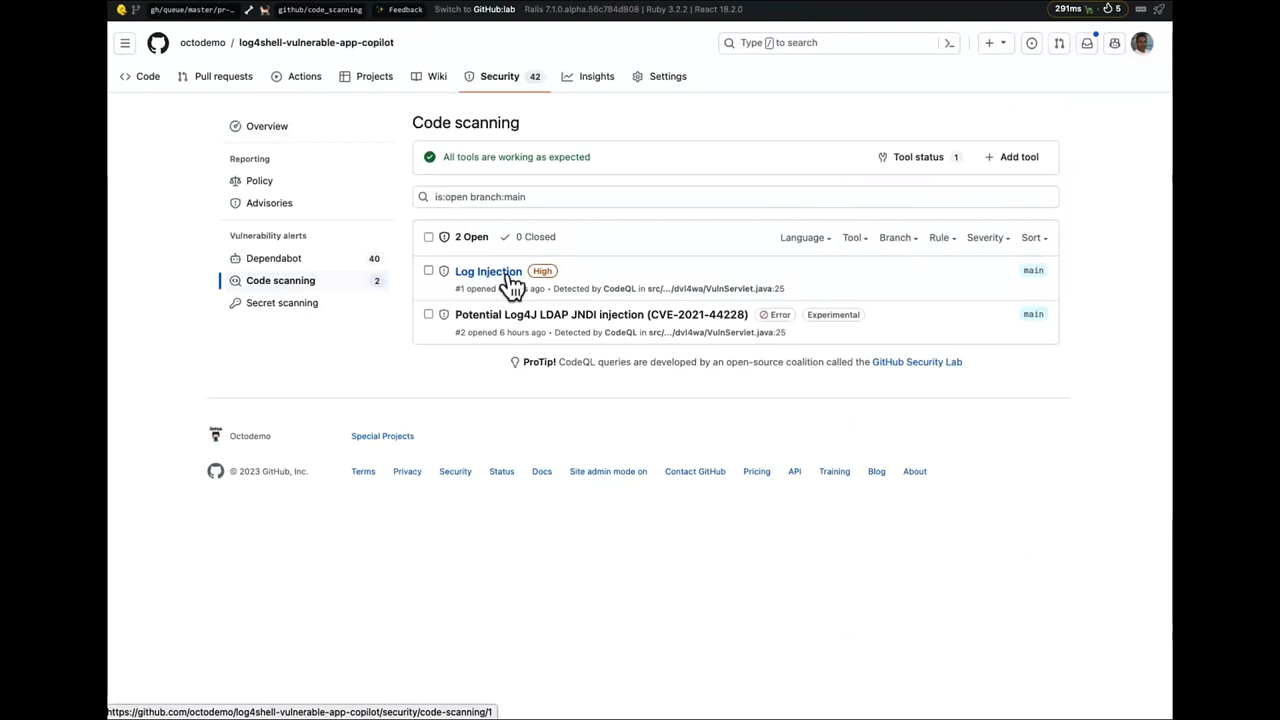 gh/queue/master/pr-... github/code_scanning Feedback Switch to GitHub:lab Rails 7.1.0.alpha.56c784d808 | Ruby 3.2.2 | React 18.2.0 291ms 5
octodemo / log4shell-vulnerable-app-copilot Type / to search
Code Pull requests Actions Projects Wiki Security 42 Insights Settings
Overview
Reporting
Policy
Advisories
Vulnerability alerts
Dependabot 40
Code scanning 2
Secret scanning
Code scanning
All tools are working as expected Tool status 1 Add tool
is:open branch:main
2 Open 0 Closed Language Tool Branch Rule Severity Sort
Log Injection High main
#1 opened ago • Detected by CodeQL in src/.../dvl4wa/VulnServlet.java:25
Potential Log4J LDAP JNDI injection (CVE-2021-44228) Error Experimental main
#2 opened 6 hours ago • Detected by CodeQL in src/.../dvl4wa/VulnServlet.java:25
ProTip! CodeQL queries are developed by an open-source coalition called the GitHub Security Lab
Octodemo Special Projects
© 2023 GitHub, Inc. Terms Privacy Security Status Docs Site admin mode on Contact GitHub Pricing API Training Blog About
https://github.com/octodemo/log4shell-vulnerable-app-copilot/security/code-scanning/1